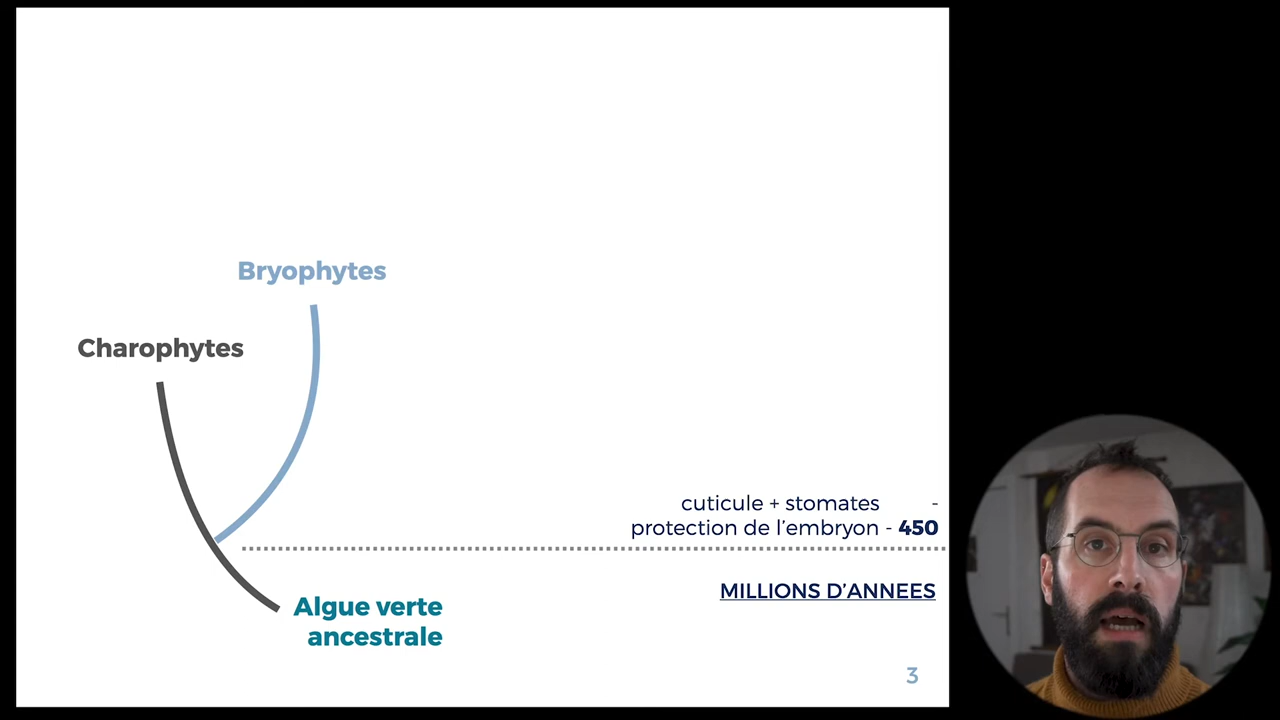 Bryophytes
Charophytes
cuticule + stomates -
protection de l'embryon - 450
MILLIONS D'ANNEES
Algue verte
ancestrale
3